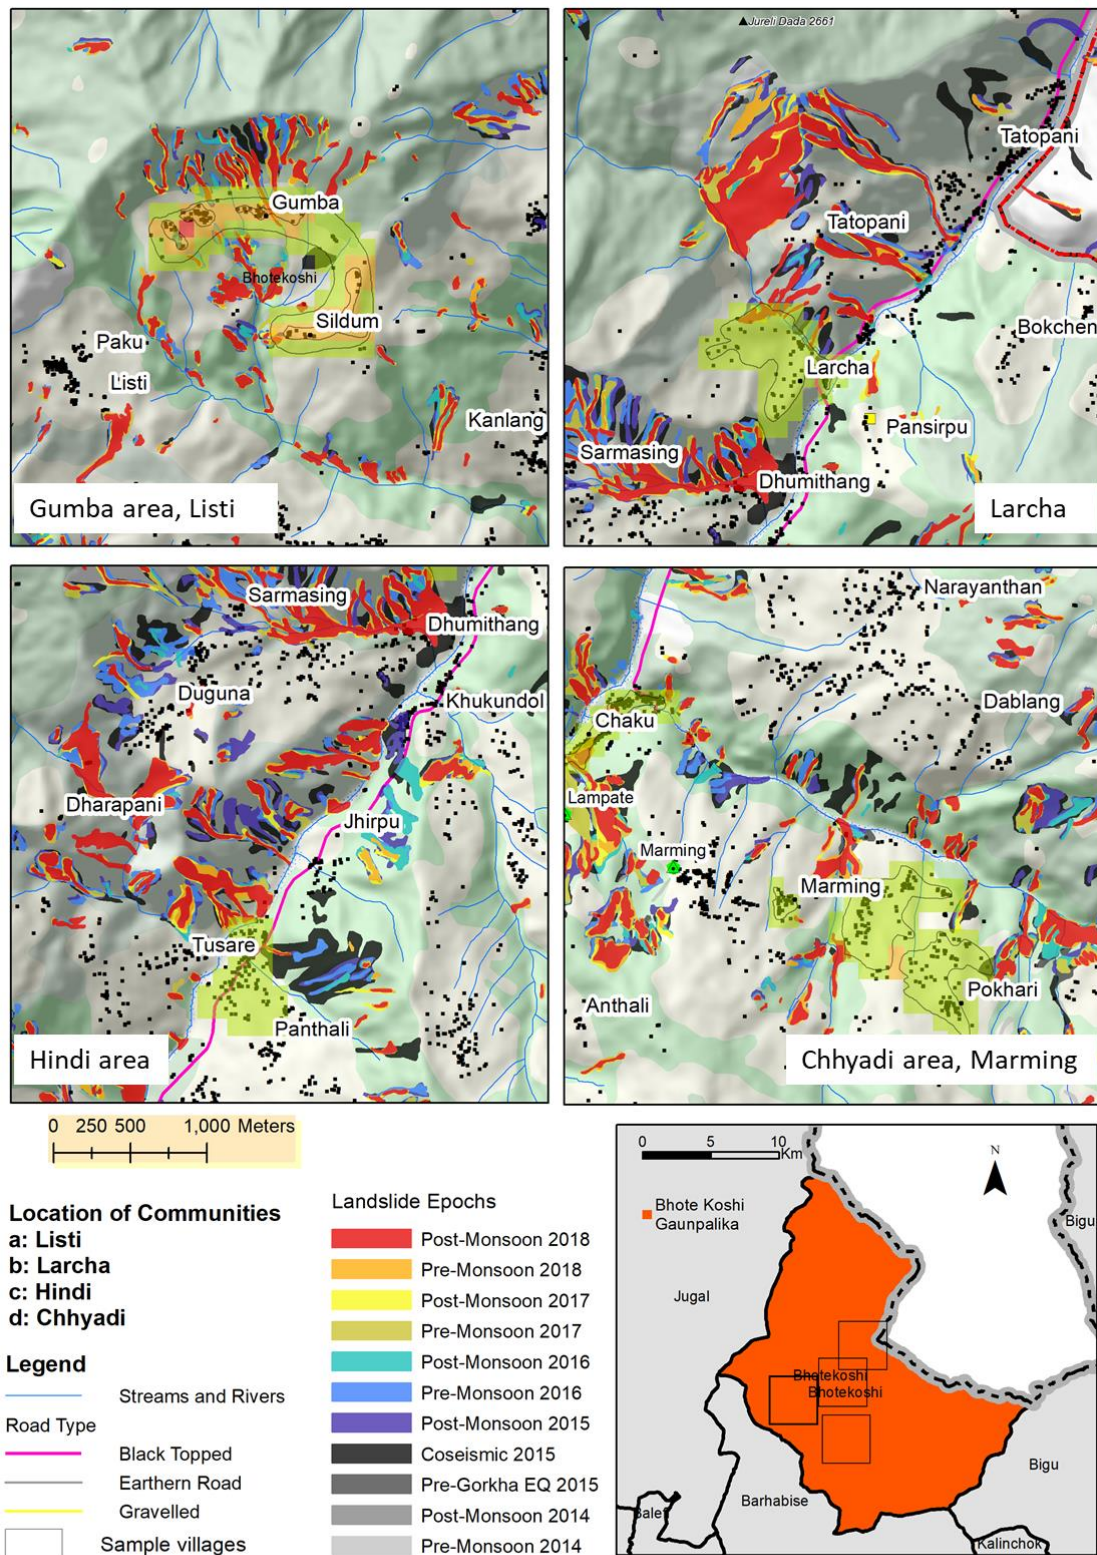 Jureli Dada 2661
Tatopani
Gumba
Tatopani
Bhotekoshi
Sildum
Bokchen
Paku
Larcha
Listi
Kanlang
Pansirpu
Sarmasing
Dhumithang
Gumba area, Listi
Larcha
Sarmasing
Dhumithang
Duguna
Khukundol
Dharapani
Jhirpu
Tusare
Panthali
Hindi area
Narayanthan
Dablang
Chaku
Lampate
Marming
Marming
Pokhari
Anthali
Chhyadi area, Marming
0 250 500 1,000 Meters
Location of Communities
a: Listi
b: Larcha
c: Hindi
d: Chhyadi
Legend
Streams and Rivers
Road Type
Black Topped
Earthern Road
Gravelled
Sample villages
Landslide Epochs
Post-Monsoon 2018
Pre-Monsoon 2018
Post-Monsoon 2017
Pre-Monsoon 2017
Post-Monsoon 2016
Pre-Monsoon 2016
Post-Monsoon 2015
Coseismic 2015
Pre-Gorkha EQ 2015
Post-Monsoon 2014
Pre-Monsoon 2014
0 5 10
Km
N
Bhote Koshi
Gaunpalika
Bigu
Jugal
Bhotekoshi
Bhotekoshi
Bigu
Barhabise
Kalinchok